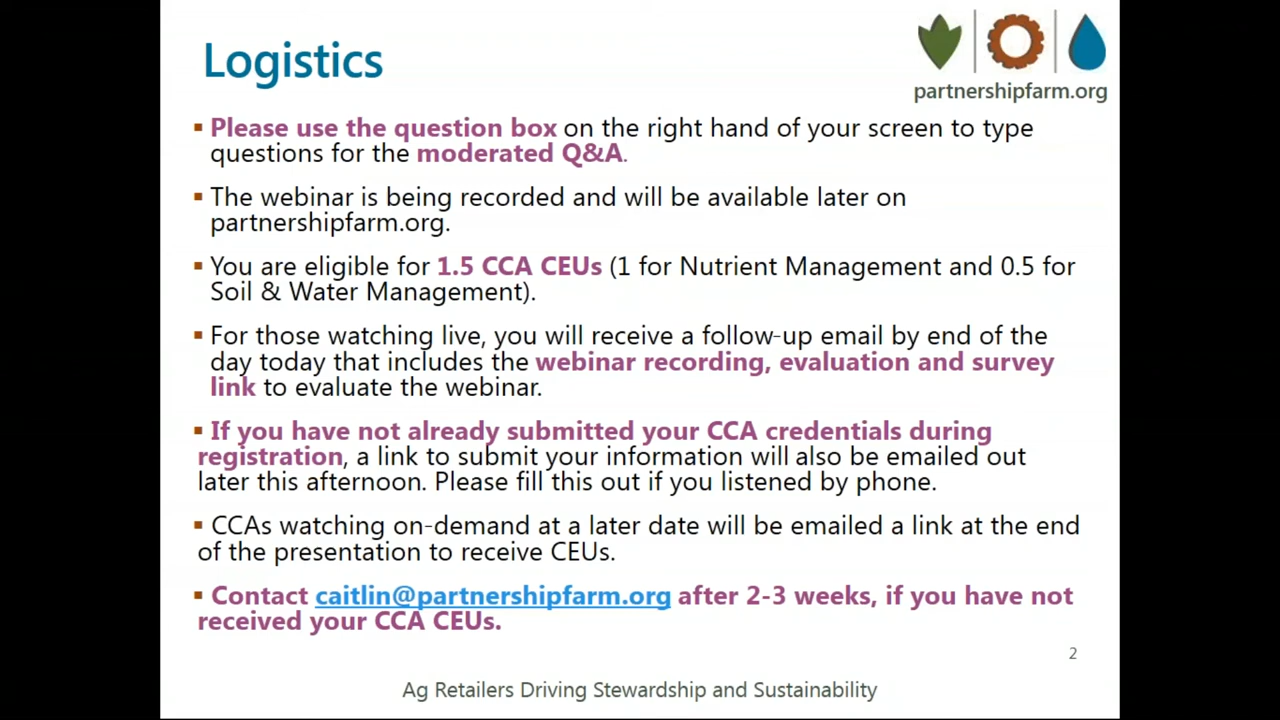 Logistics
partnershipfarm.org
▪ Please use the question box on the right hand of your screen to type
questions for the moderated Q&A.
▪ The webinar is being recorded and will be available later on
partnershipfarm.org.
▪ You are eligible for 1.5 CCA CEUs (1 for Nutrient Management and 0.5 for
Soil & Water Management).
▪ For those watching live, you will receive a follow-up email by end of the
day today that includes the webinar recording, evaluation and survey
link to evaluate the webinar.
▪ If you have not already submitted your CCA credentials during
registration, a link to submit your information will also be emailed out
later this afternoon. Please fill this out if you listened by phone.
▪ CCAs watching on-demand at a later date will be emailed a link at the end
of the presentation to receive CEUs.
▪ Contact caitlin@partnershipfarm.org after 2-3 weeks, if you have not
received your CCA CEUs.
2
Ag Retailers Driving Stewardship and Sustainability